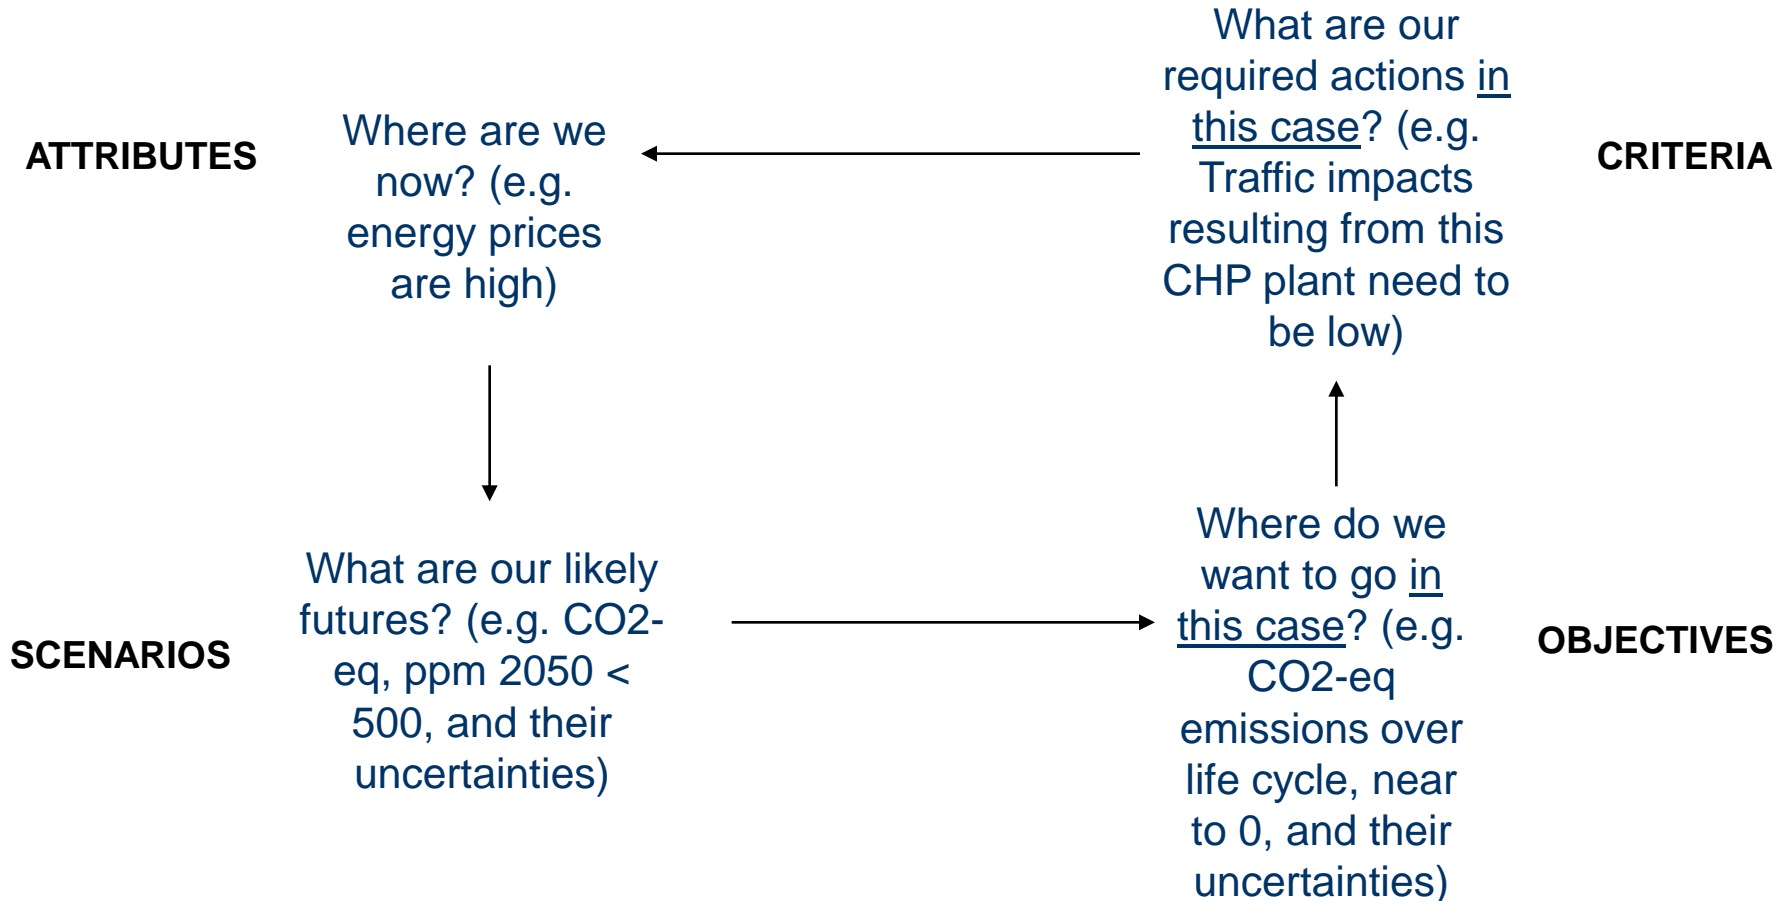 ATTRIBUTES
Where are we
now? (e.g.
energy prices
are high)
What are our
required actions in
this case? (e.g.
Traffic impacts
resulting from this
CHP plant need to
be low)
CRITERIA
SCENARIOS
What are our likely
futures? (e.g. CO2-
eq, ppm 2050 <
500, and their
uncertainties)
Where do we
want to go in
this case? (e.g.
CO2-eq
emissions over
life cycle, near
to 0, and their
uncertainties)
OBJECTIVES